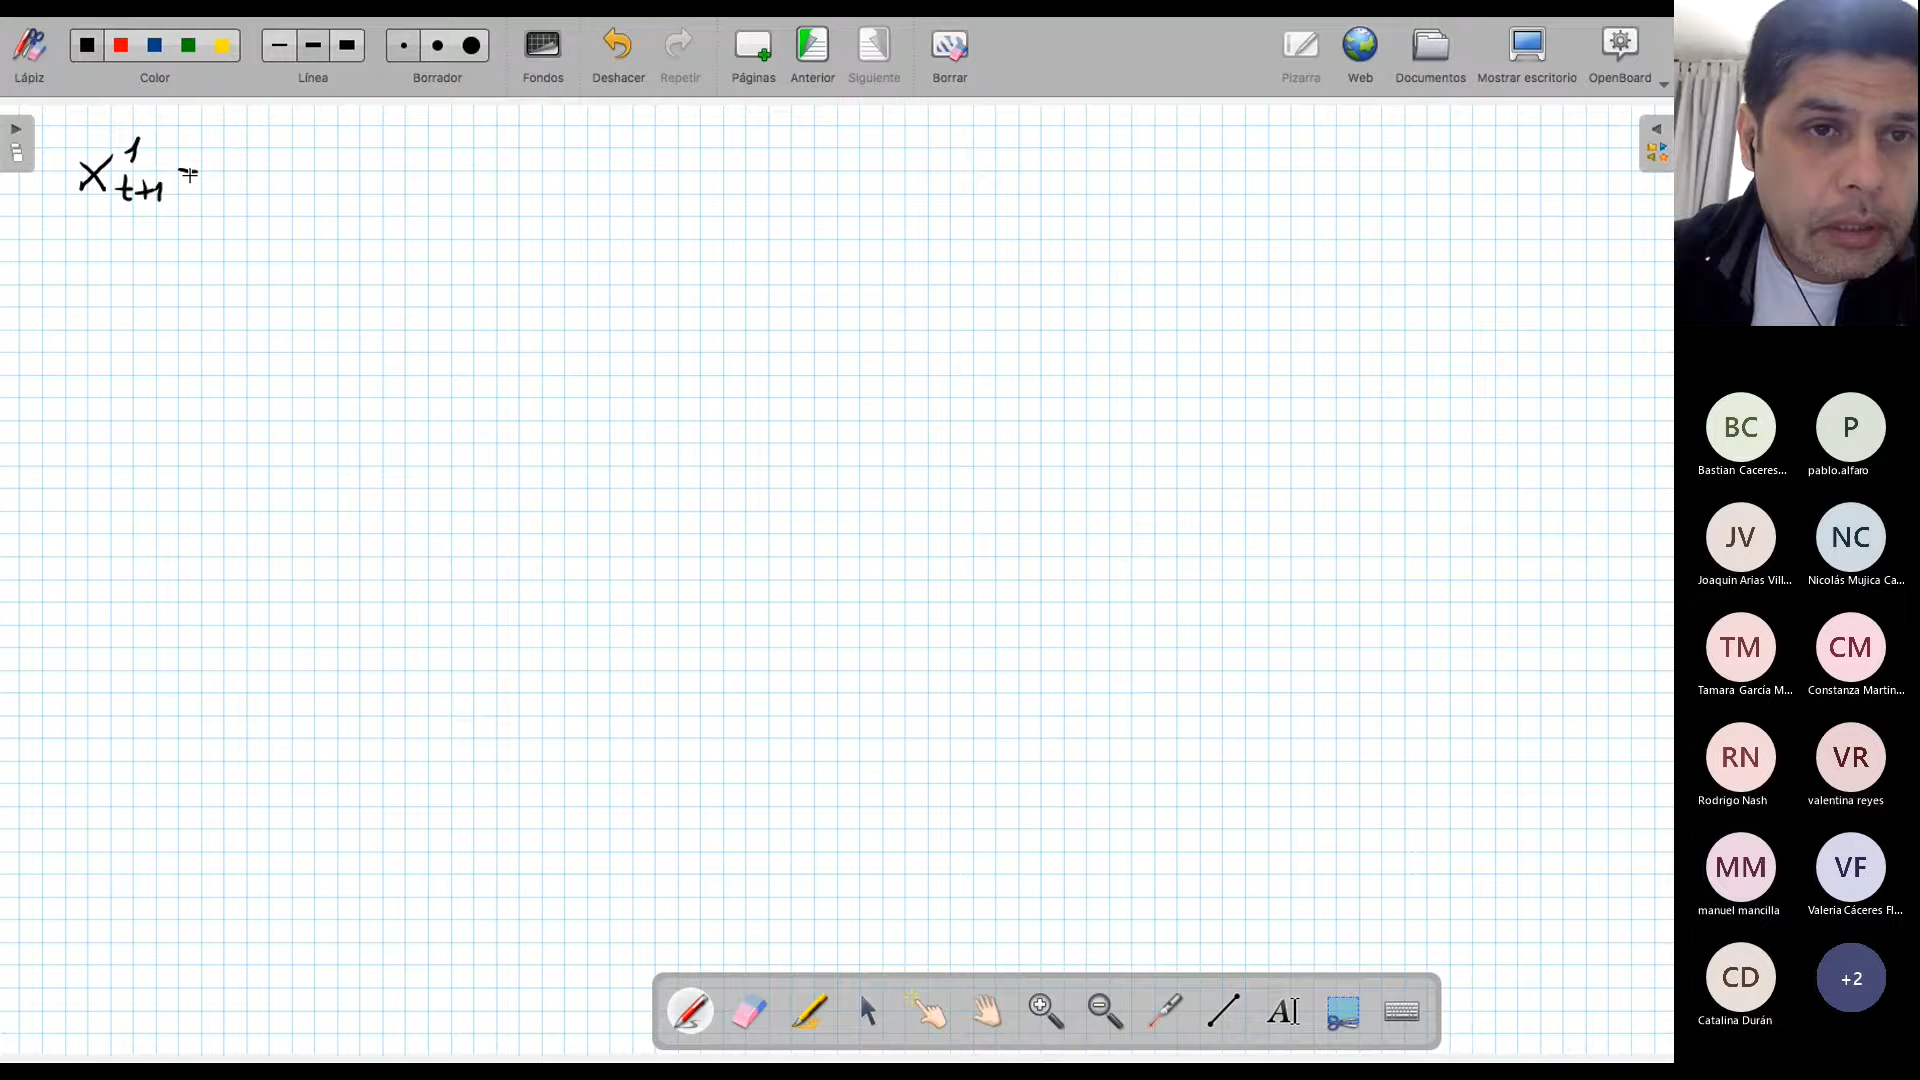 Lápiz
Color
Línea
Borrador
Fondos
Deshacer
Repetir
Páginas
Anterior
Siguiente
Borrar
Pizarra
Web
Documentos
Mostrar escritorio
OpenBoard
X¹ₜ₊₁ =
BC
Bastian Caceres...
P
pablo.alfaro
JV
Joaquin Arias Vill...
NC
Nicolás Mujica Ca...
TM
Tamara García M...
CM
Constanza Martin...
RN
Rodrigo Nash
VR
valentina reyes
MM
manuel mancilla
VF
Valeria Cáceres Fl...
CD
Catalina Durán
+2
A